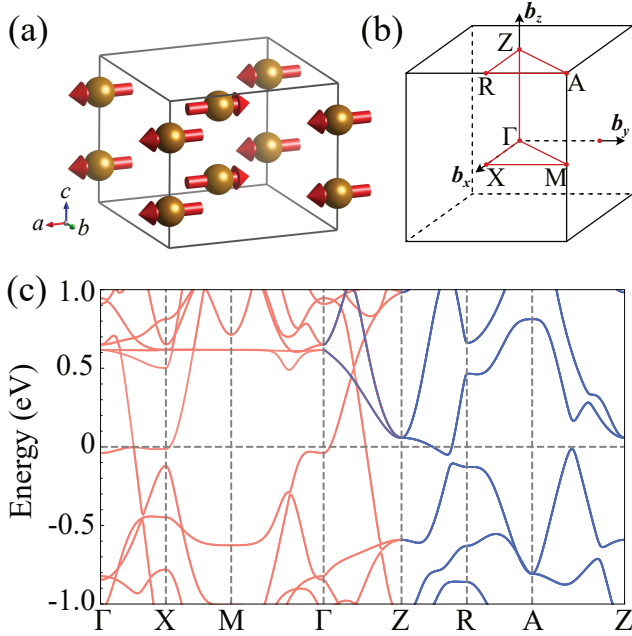 (a)
a
b
c
(b)
b_z
Z
R
A
Γ
b_y
b_x
X
M
(c)
Energy (eV)
1.0
0.5
0
-0.5
-1.0
Γ X M Γ Z R A Z